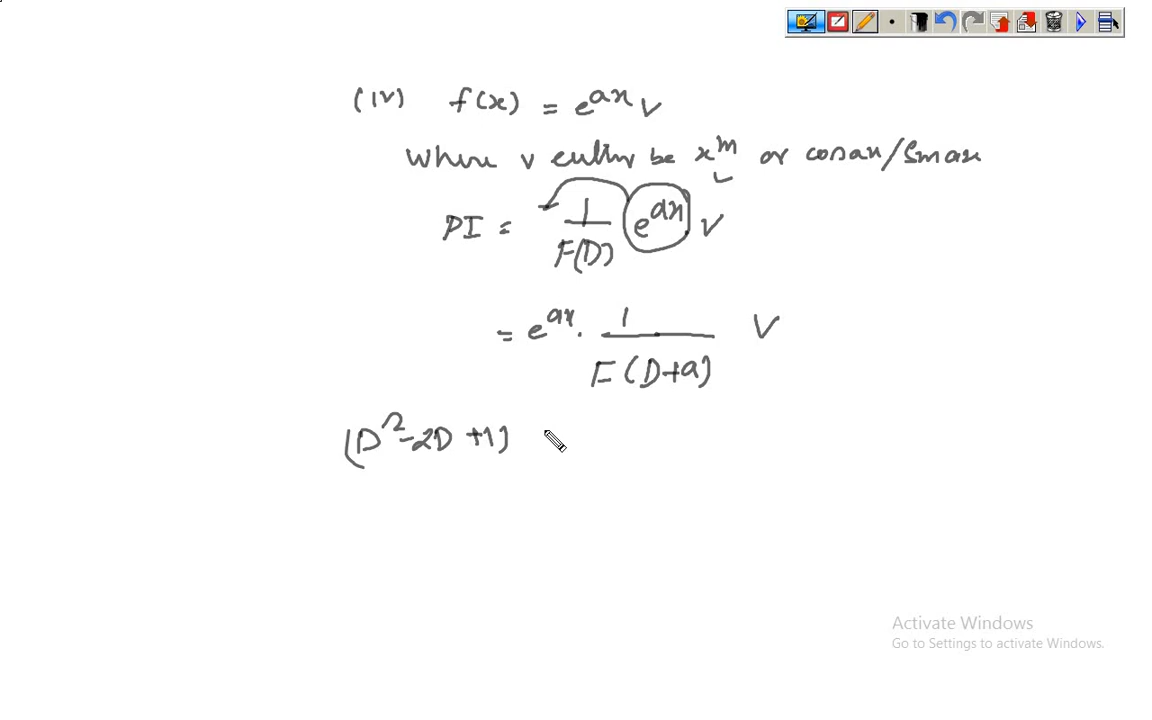 (iv) f(x) = e^{ax} V
where v either be x^m or cosax/sinax
PI = 1/F(D) e^{ax} V
= e^{ax} . 1/F(D+a) V
(D^2-2D+1)
Activate Windows
Go to Settings to activate Windows.